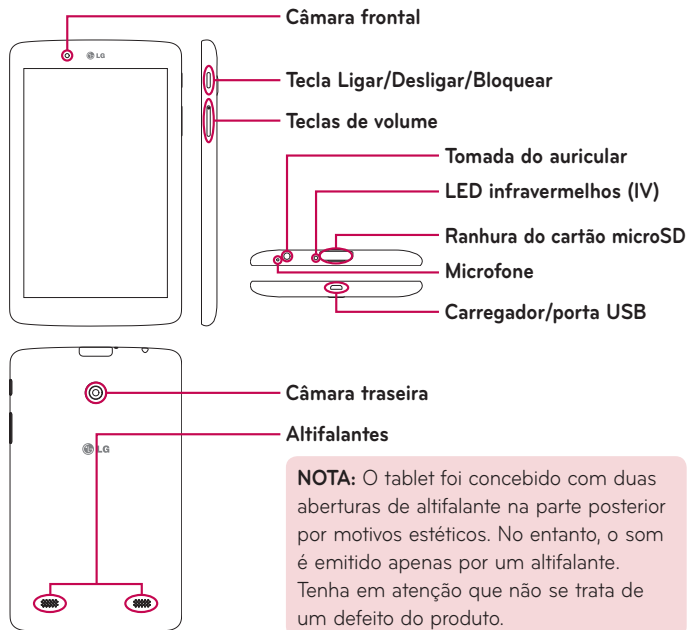 Câmara frontal
LG
Tecla Ligar/Desligar/Bloquear
Teclas de volume
Tomada do auricular
LED infravermelhos (IV)
Ranhura do cartão microSD
Microfone
Carregador/porta USB
Câmara traseira
Altifalantes
LG
NOTA: O tablet foi concebido com duas
aberturas de altifalante na parte posterior
por motivos estéticos. No entanto, o som
é emitido apenas por um altifalante.
Tenha em atenção que não se trata de
um defeito do produto.